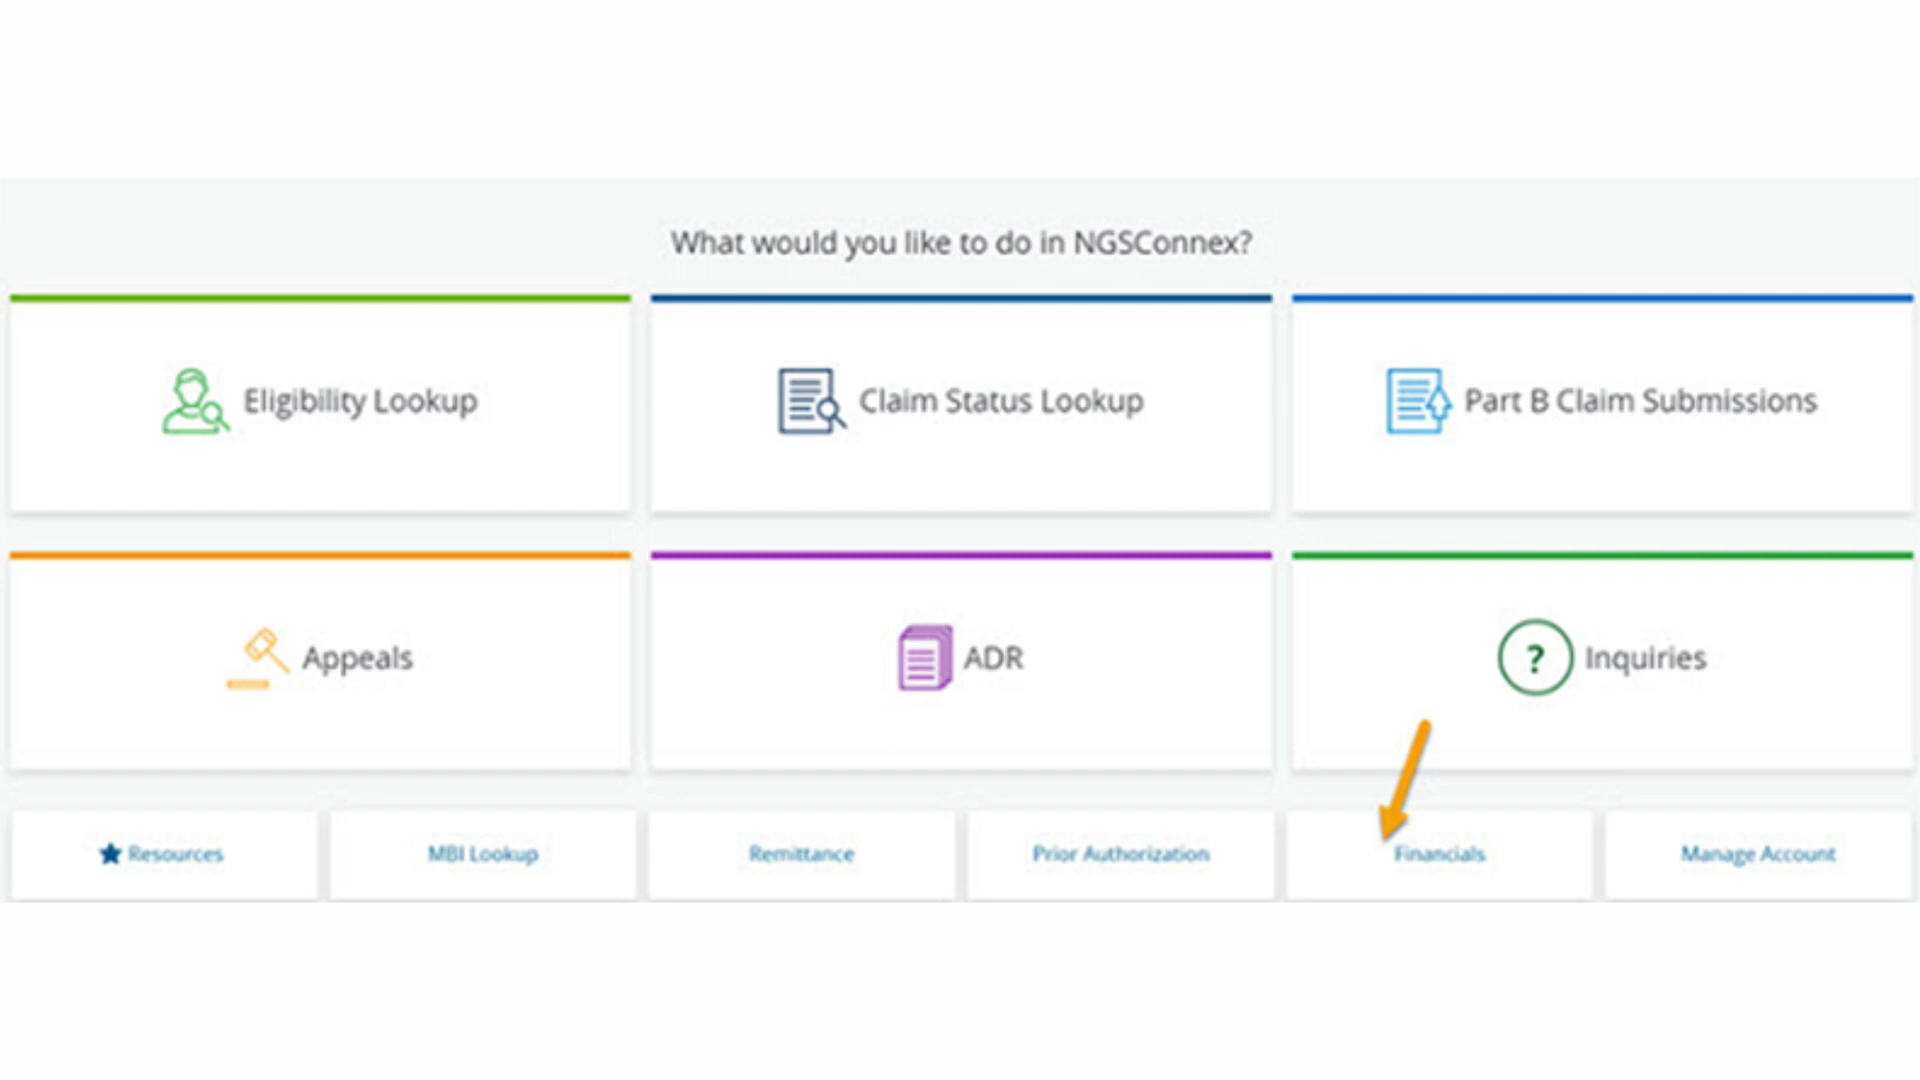 What would you like to do in NGSConnex?
Eligibility Lookup
Claim Status Lookup
Part B Claim Submissions
Appeals
ADR
? Inquiries
Resources
MBI Lookup
Remittance
Prior Authorization
Financials
Manage Account